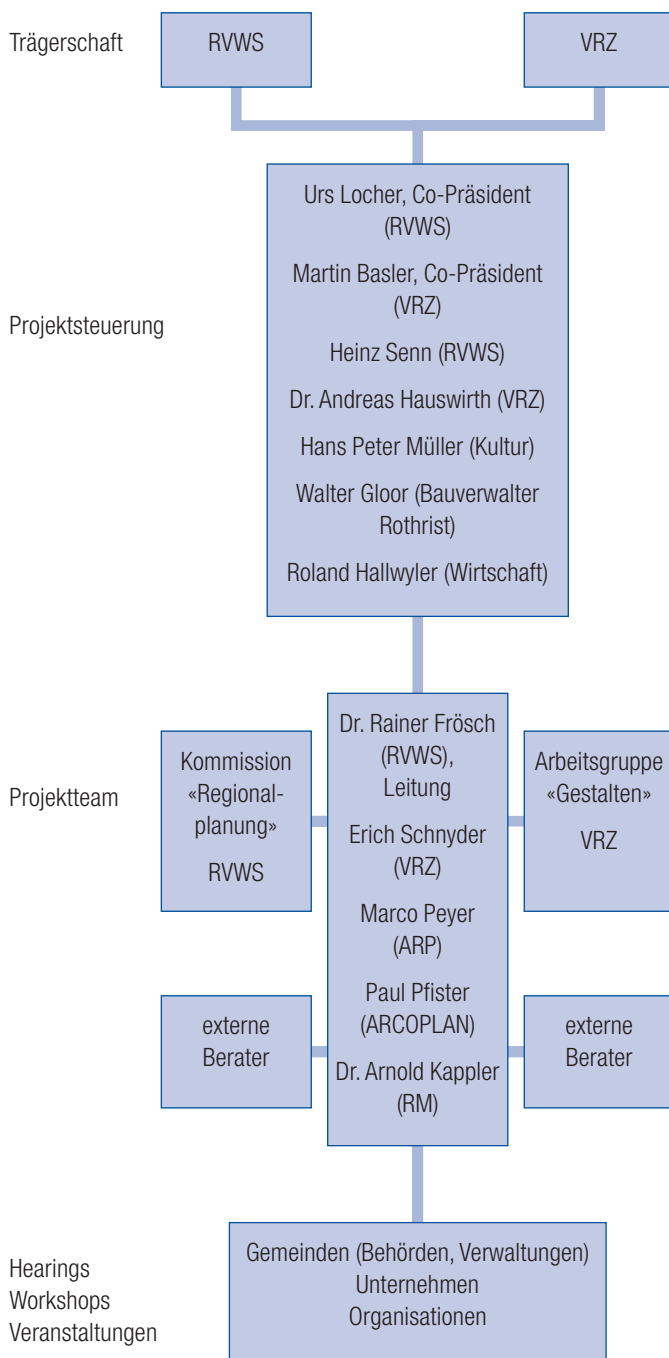 Trägerschaft
RVWS
VRZ
Urs Locher, Co-Präsident
(RVWS)
Martin Basler, Co-Präsident
(VRZ)
Projektsteuerung
Heinz Senn (RVWS)
Dr. Andreas Hauswirth (VRZ)
Hans Peter Müller (Kultur)
Walter Gloor (Bauverwalter
Rothrist)
Roland Hallwyler (Wirtschaft)
Projektteam
Kommission
«Regional-
planung»
RVWS
Dr. Rainer Frösch
(RVWS),
Leitung
Erich Schnyder
(VRZ)
Marco Peyer
(ARP)
Paul Pfister
(ARCOPLAN)
Dr. Arnold Kappler
(RM)
Arbeitsgruppe
«Gestalten»
VRZ
externe
Berater
externe
Berater
Hearings
Workshops
Veranstaltungen
Gemeinden (Behörden, Verwaltungen)
Unternehmen
Organisationen